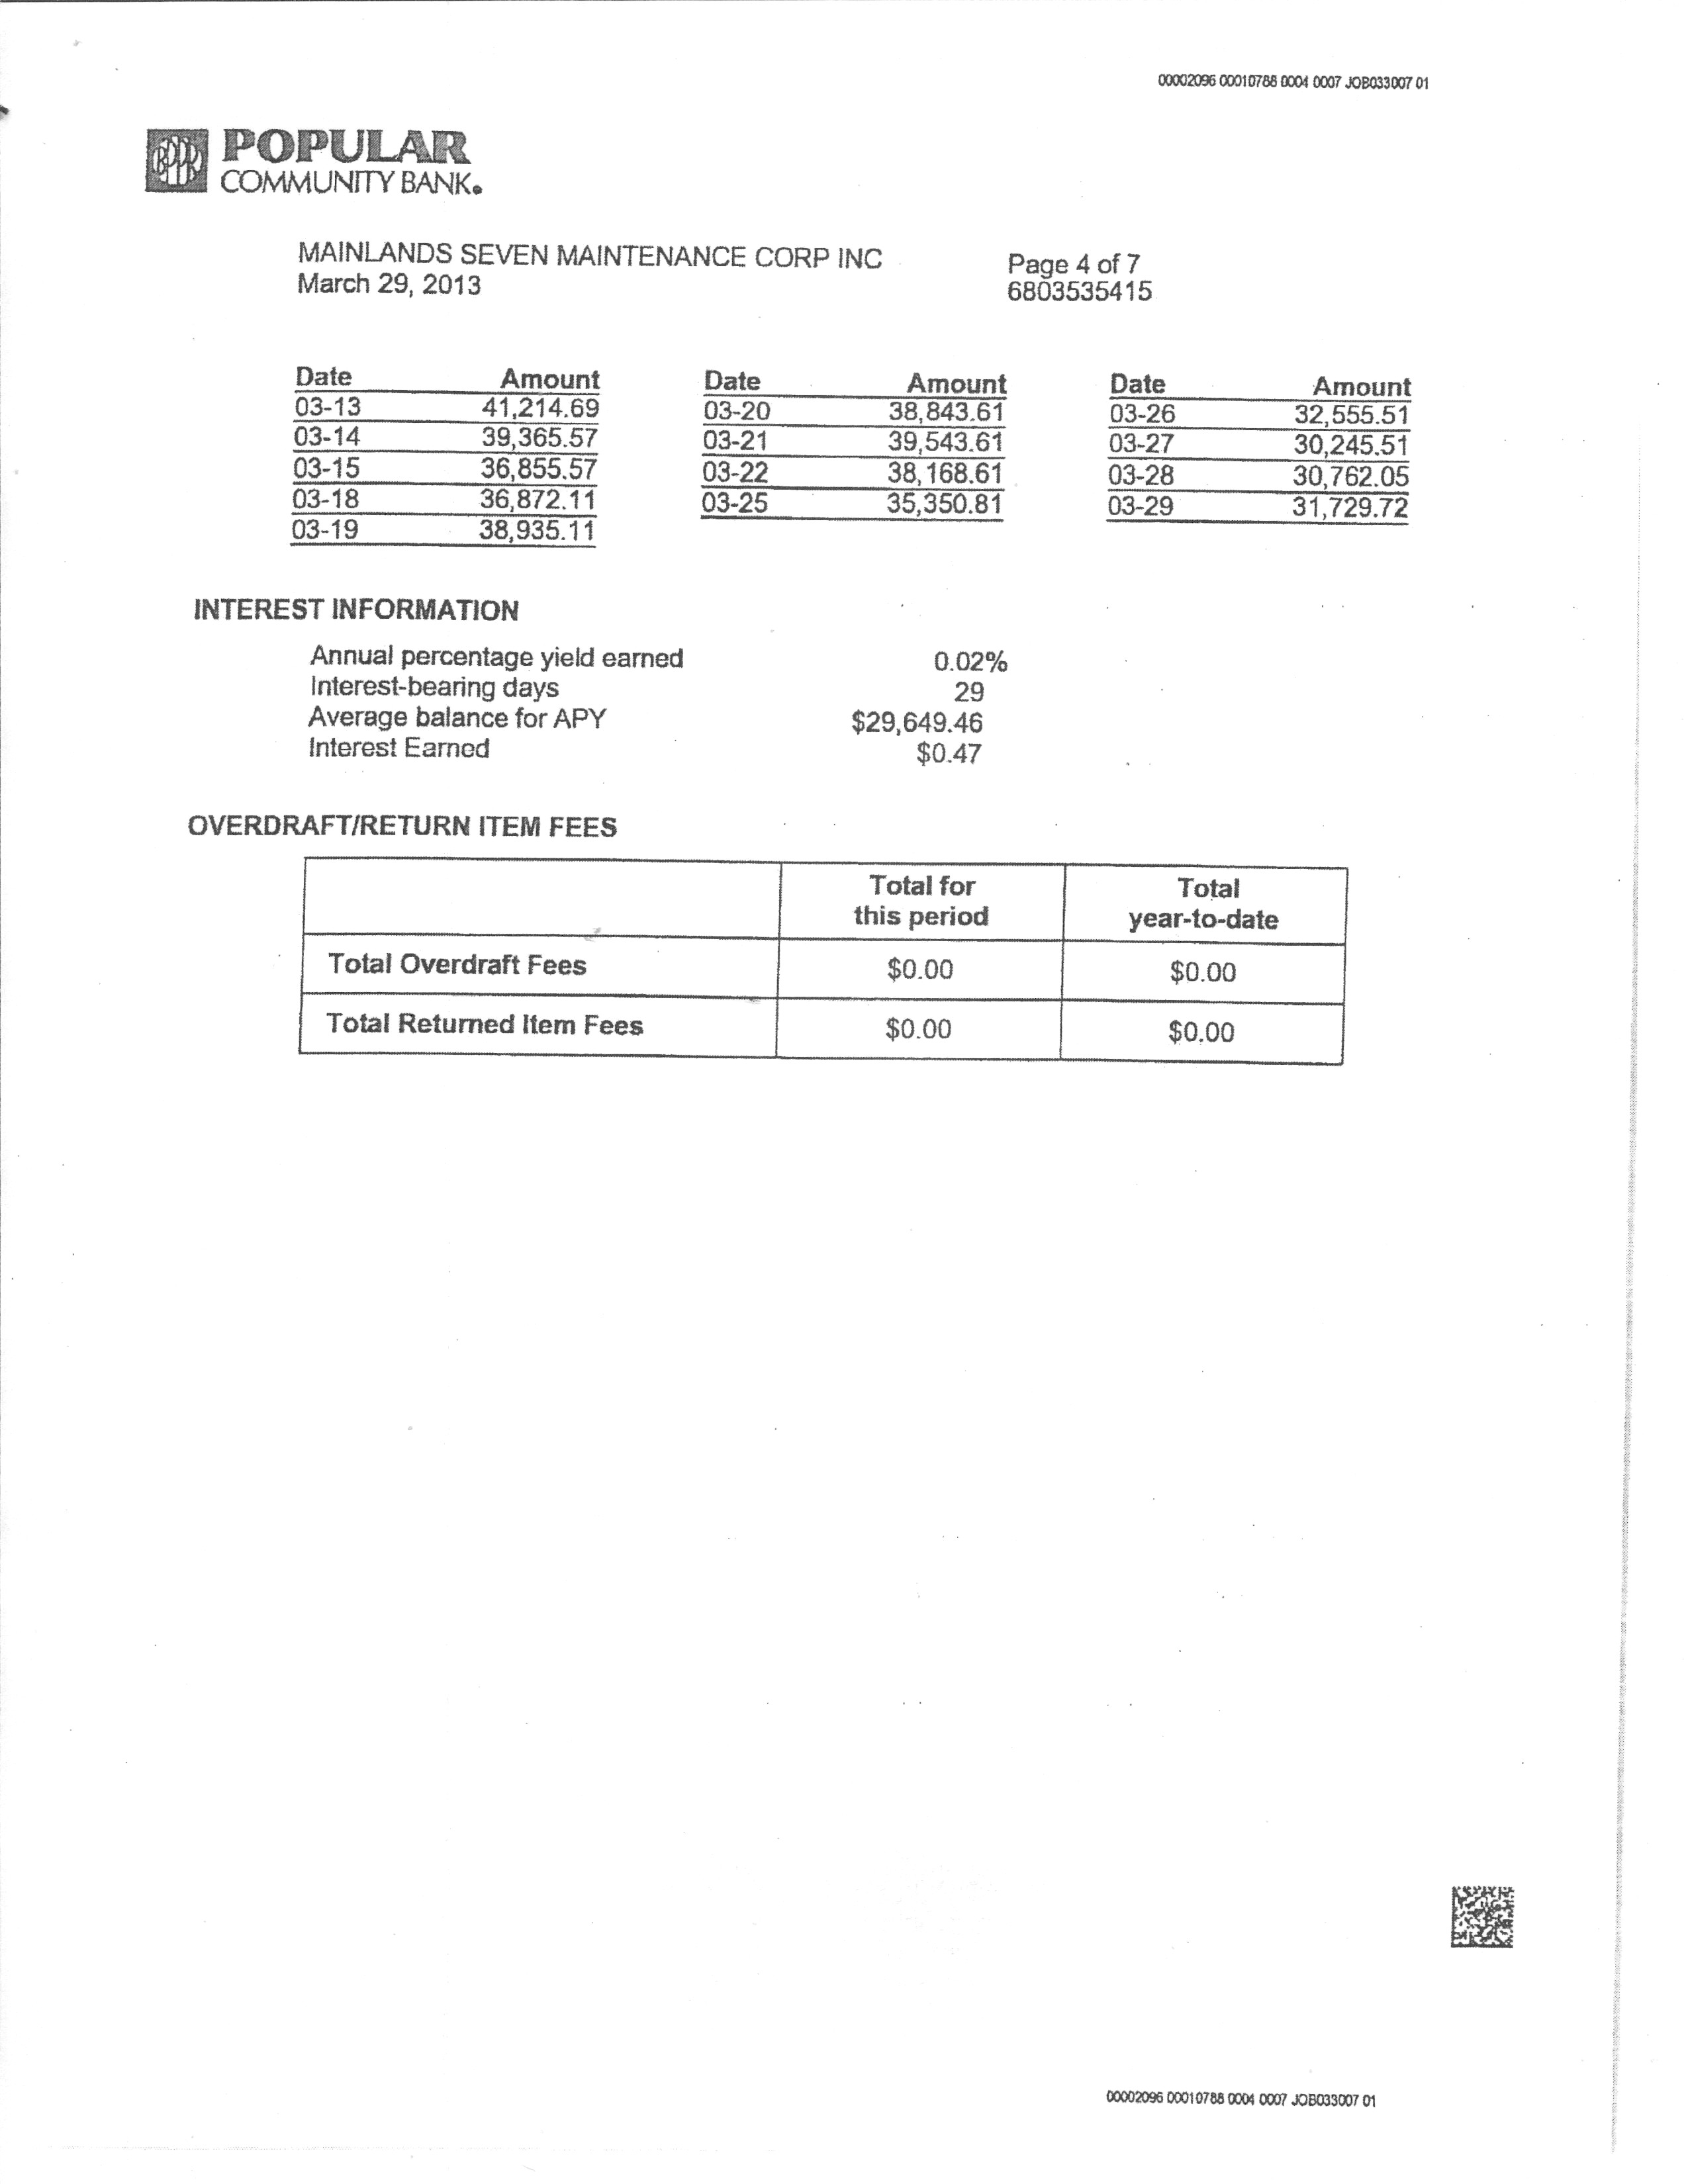 00002096 00010788 0004 0007 JOB033007 01
POPULAR
COMMUNITY BANK.
MAINLANDS SEVEN MAINTENANCE CORP INC
March 29, 2013
Page 4 of 7
6803535415
Date Amount Date Amount Date Amount
03-13 41,214.69 03-20 38,843.61 03-26 32,555.51
03-14 39,365.57 03-21 39,543.61 03-27 30,245.51
03-15 36,855.57 03-22 38,168.61 03-28 30,762.05
03-18 36,872.11 03-25 35,350.81 03-29 31,729.72
03-19 38,935.11
INTEREST INFORMATION
Annual percentage yield earned 0.02%
Interest-bearing days 29
Average balance for APY $29,649.46
Interest Earned $0.47
OVERDRAFT/RETURN ITEM FEES
Total for Total
this period year-to-date
Total Overdraft Fees $0.00 $0.00
Total Returned Item Fees $0.00 $0.00
00002096 00010788 0004 0007 JOB033007 01